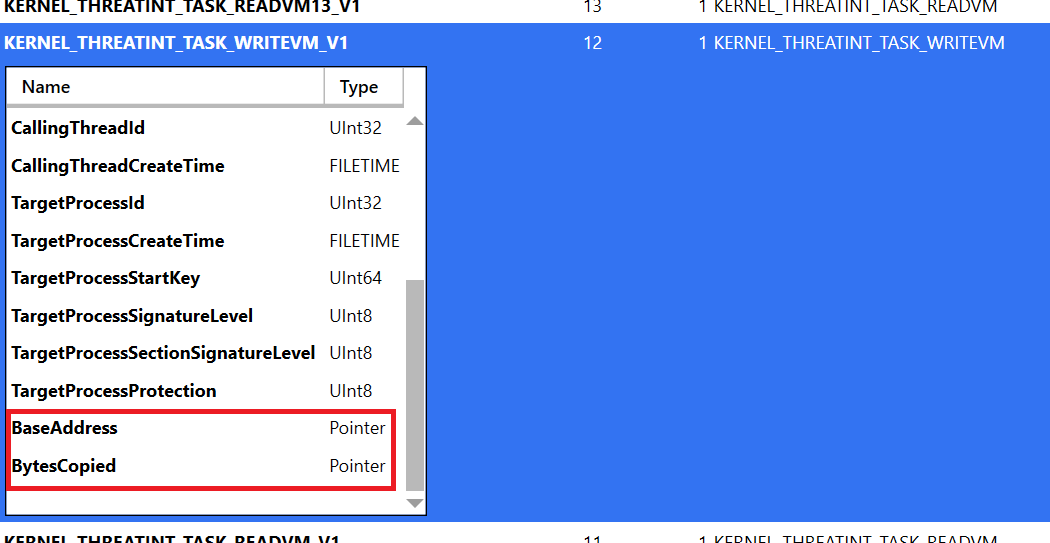 KERNEL_THREATINT_TASK_READVM13_V1 13 1 KERNEL_THREATINT_TASK_READVM
KERNEL_THREATINT_TASK_WRITEVM_V1 12 1 KERNEL_THREATINT_TASK_WRITEVM
Name Type
CallingThreadId UInt32
CallingThreadCreateTime FILETIME
TargetProcessId UInt32
TargetProcessCreateTime FILETIME
TargetProcessStartKey UInt64
TargetProcessSignatureLevel UInt8
TargetProcessSectionSignatureLevel UInt8
TargetProcessProtection UInt8
BaseAddress Pointer
BytesCopied Pointer
KERNEL_THREATINT_TASK_READVM_V1 11 1 KERNEL_THREATINT_TASK_READVM